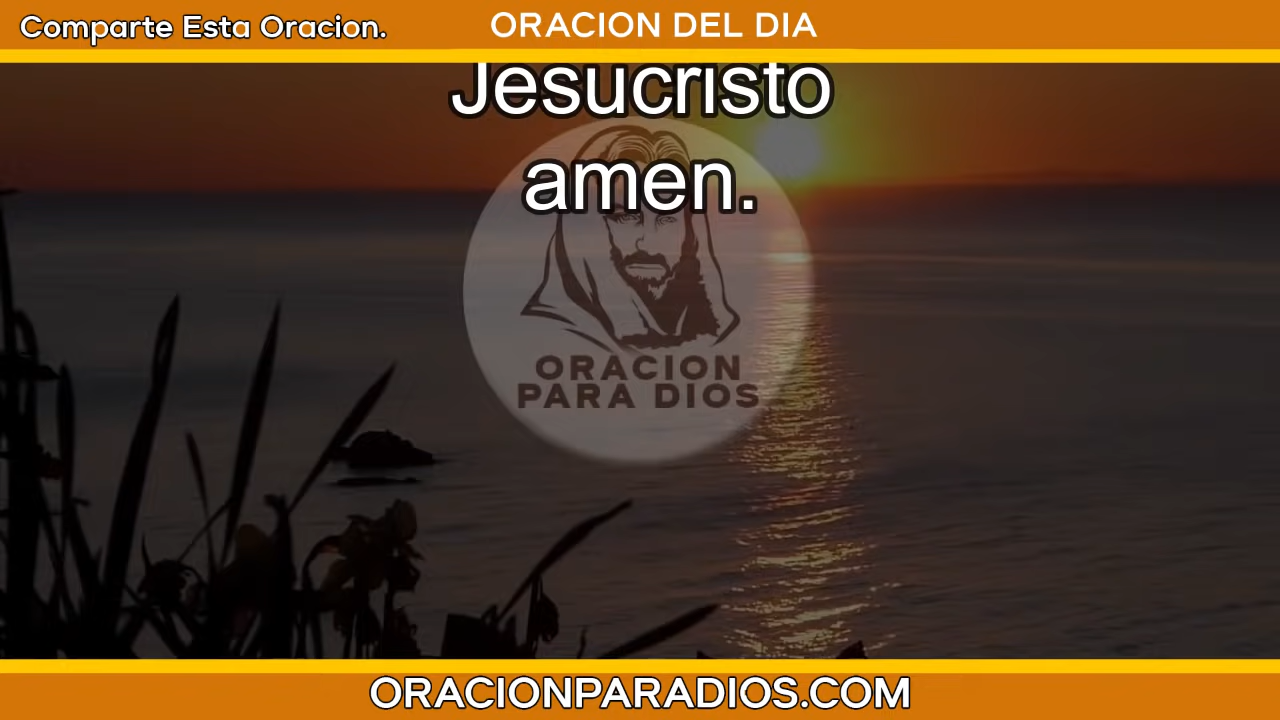 Comparte Esta Oracion.
ORACION DEL DIA
Jesucristo
amen.
ORACION
PARA DIOS
ORACIONPARADIOS.COM